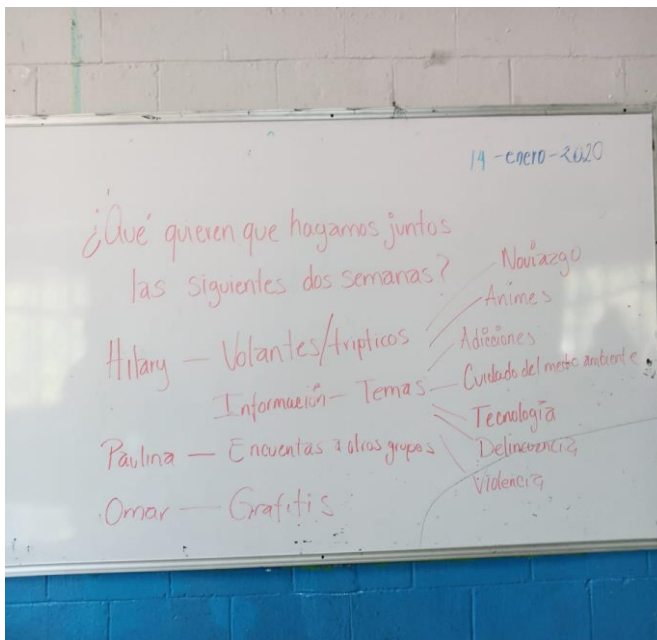 14-enero-2020
¿Qué quieren que hagamos juntos
las siguientes dos semanas?
Hilary — Volantes/trípticos
Información — Temas
Noviazgo
Animes
Adicciones
Cuidado del medio ambiente
Tecnología
Delincuencia
Violencia
Paulina — Encuentas a otros grupos
Omar — Grafitis